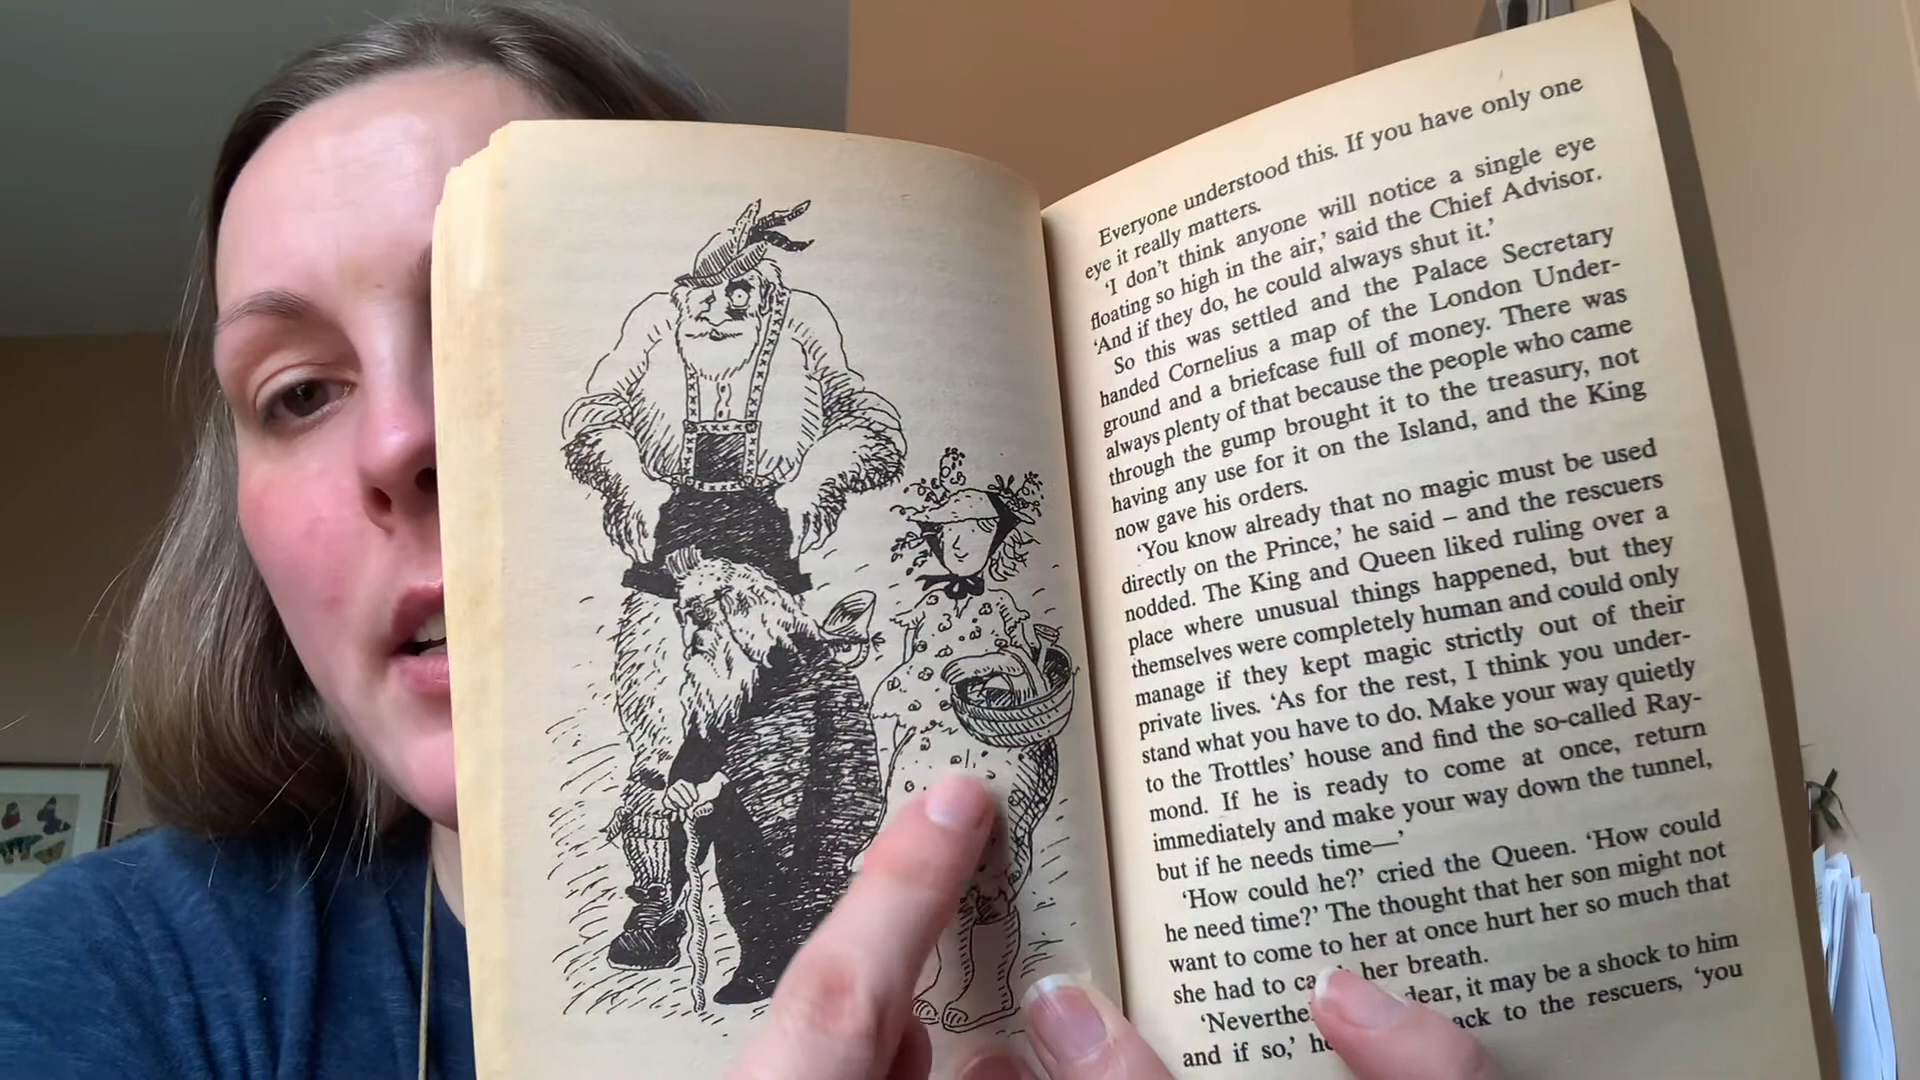 Everyone understood this. If you have only one
eye it really matters.
'I don't think anyone will notice a single eye
floating so high in the air,' said the Chief Advisor.
'And if they do, he could always shut it.'
So this was settled and the Palace Secretary
handed Cornelius a map of the London Under-
ground and a briefcase full of money. There was
always plenty of that because the people who came
through the gump brought it to the treasury, not
having any use for it on the Island, and the King
now gave his orders.
'You know already that no magic must be used
directly on the Prince,' he said – and the rescuers
nodded. The King and Queen liked ruling over a
place where unusual things happened, but they
themselves were completely human and could only
manage if they kept magic strictly out of their
private lives. 'As for the rest, I think you under-
stand what you have to do. Make your way quietly
to the Trottles' house and find the so-called Ray-
mond. If he is ready to come at once, return
immediately and make your way down the tunnel,
but if he needs time—'
'How could he?' cried the Queen. 'How could
he need time?' The thought that her son might not
want to come to her at once hurt her so much that
she had to her breath.
dear, it may be a shock to him
and if so,' to the rescuers, 'you